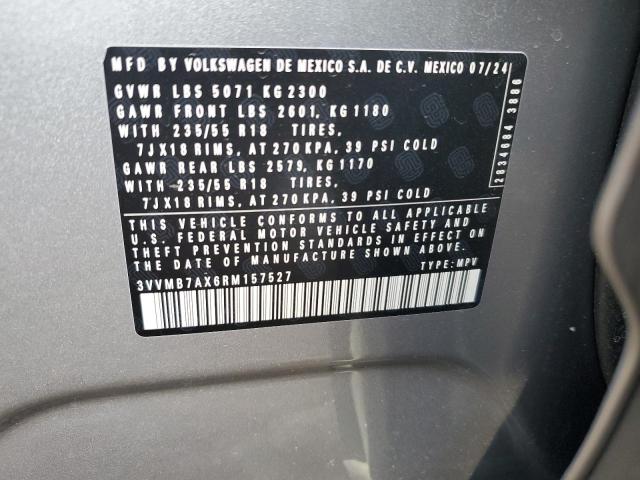 MFD BY VOLKSWAGEN DE MEXICO S.A. DE C.V. MEXICO 07/24
GVWR LBS 5071 KG 2300
GAWR FRONT LBS 2601, KG 1180
WITH 235/55 R18 TIRES,
7JX18 RIMS, AT 270 KPA, 39 PSI COLD
GAWR REAR LBS 2579, KG 1170
WITH 235/55 R18 TIRES,
7JX18 RIMS, AT 270 KPA, 39 PSI COLD
THIS VEHICLE CONFORMS TO ALL APPLICABLE
U.S. FEDERAL MOTOR VEHICLE SAFETY AND
THEFT PREVENTION STANDARDS IN EFFECT ON
THE DATE OF MANUFACTURE SHOWN ABOVE.
3VVMB7AX6RM157527 TYPE: MPV
2834684 3886